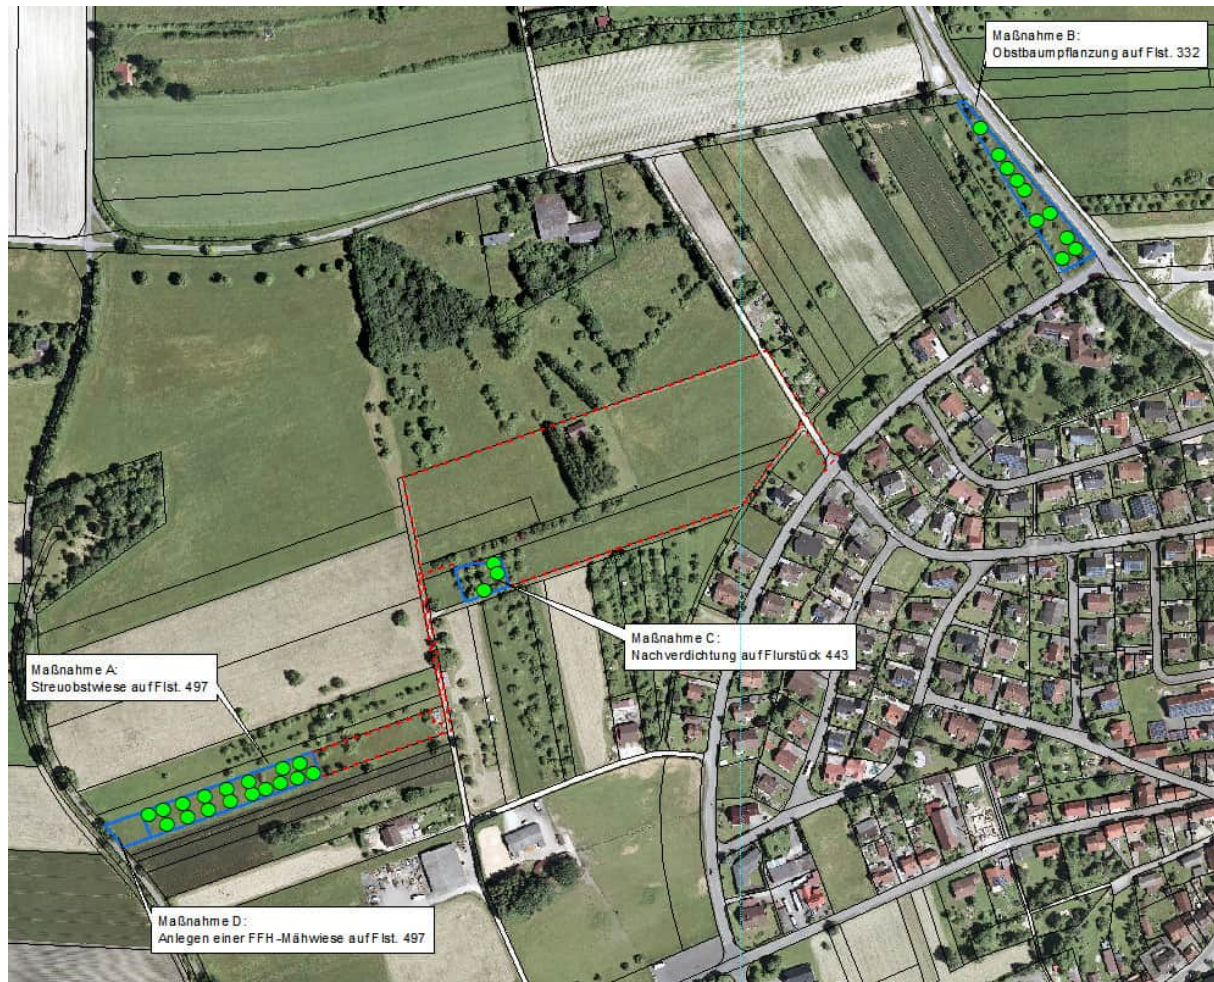 Maßnahme B:
Obstbaumpflanzung auf Flst. 332
Maßnahme C:
Nachverdichtung auf Flurstück 443
Maßnahme A:
Streuobstwiese auf Flst. 497
Maßnahme D:
Anlegen einer FFH-Mähwiese auf Flst. 497